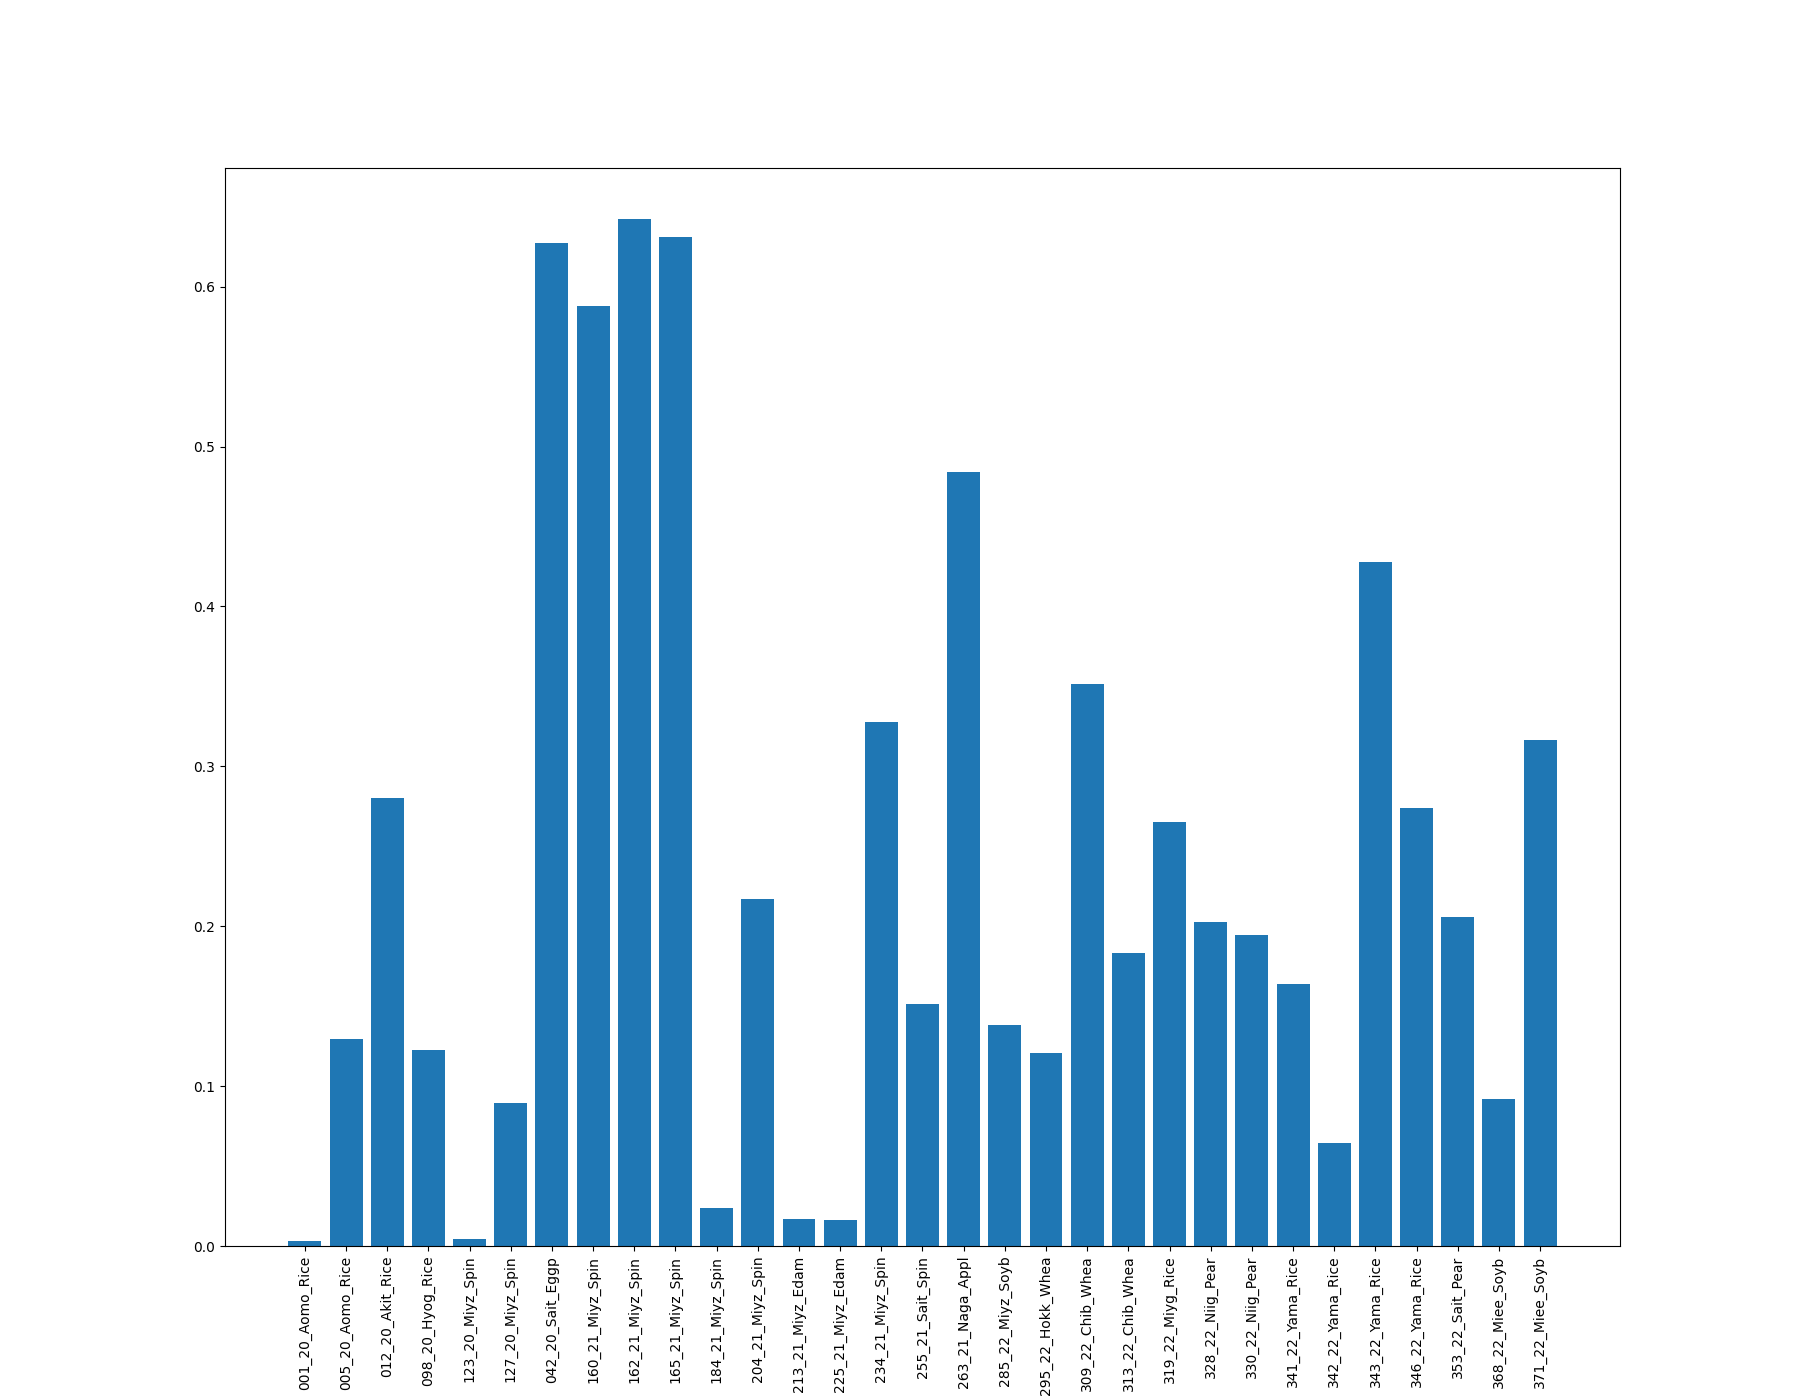 0.6
0.5
0.4
0.3
0.2
0.1
0.0
001_20_Aomo_Rice
005_20_Aomo_Rice
012_20_Akit_Rice
098_20_Hyog_Rice
123_20_Miyz_Spin
127_20_Miyz_Spin
042_20_Sait_Eggp
160_21_Miyz_Spin
162_21_Miyz_Spin
165_21_Miyz_Spin
184_21_Miyz_Spin
204_21_Miyz_Spin
213_21_Miyz_Edam
225_21_Miyz_Edam
234_21_Miyz_Spin
255_21_Sait_Spin
263_21_Naga_Appl
285_22_Miyz_Soyb
295_22_Hokk_Whea
309_22_Chib_Whea
313_22_Chib_Whea
319_22_Miyg_Rice
328_22_Niig_Pear
330_22_Niig_Pear
341_22_Yama_Rice
342_22_Yama_Rice
343_22_Yama_Rice
346_22_Yama_Rice
353_22_Sait_Pear
368_22_Miee_Soyb
371_22_Miee_Soyb